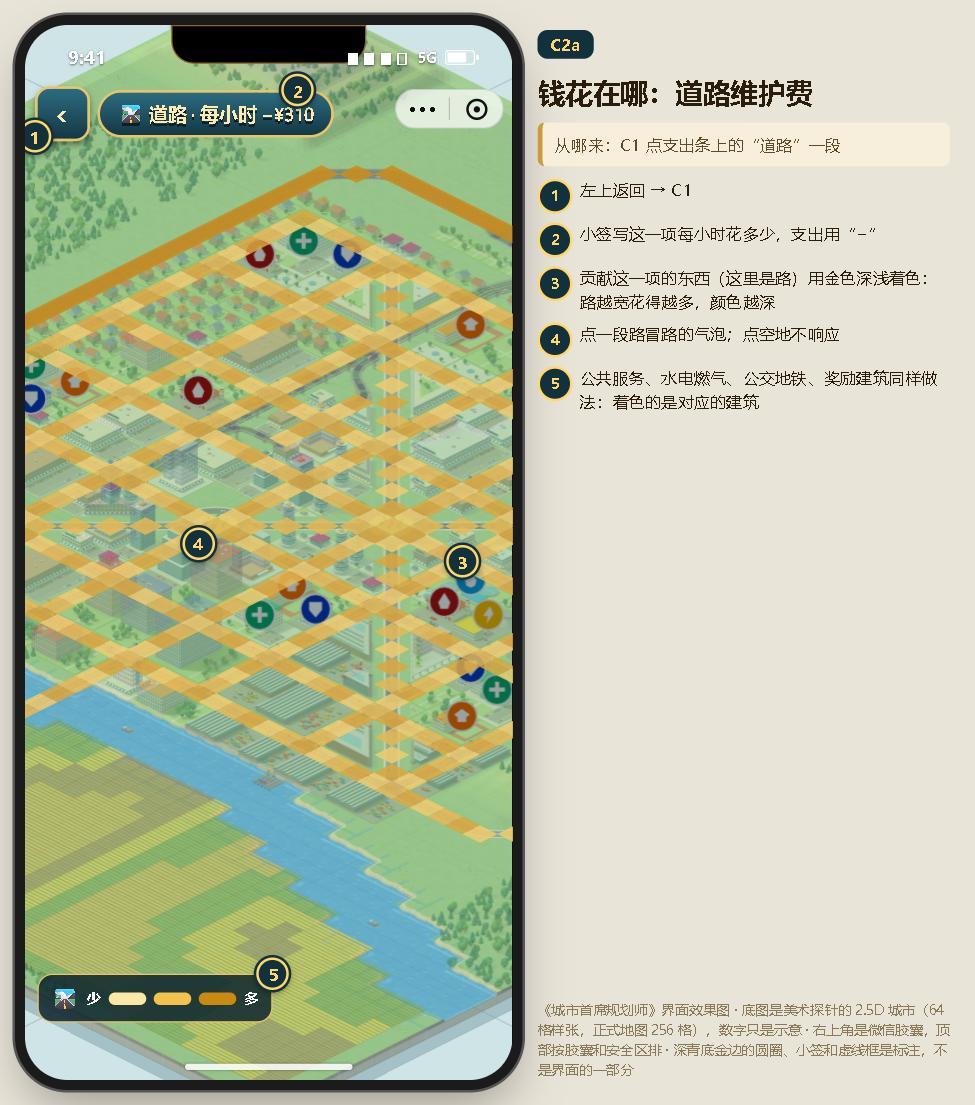 9:41
5G
2
道路 · 每小时 −¥310
1
4
3
5
少
多
C2a
钱花在哪：道路维护费
从哪来：C1 点支出条上的“道路”一段
1 左上返回 → C1
2 小签写这一项每小时花多少，支出用“−”
3 贡献这一项的东西（这里是路）用金色深浅着色：
路越宽花得越多，颜色越深
4 点一段路冒路的气泡；点空地不响应
5 公共服务、水电燃气、公交地铁、奖励建筑同样做
法：着色的是对应的建筑
《城市首席规划师》界面效果图 · 底图是美术探针的 2.5D 城市（64
格样张，正式地图 256 格），数字只是示意 · 右上角是微信胶囊，顶
部按胶囊和安全区排 · 深青底金边的圆圈、小签和虚线框是标注，不
是界面的一部分